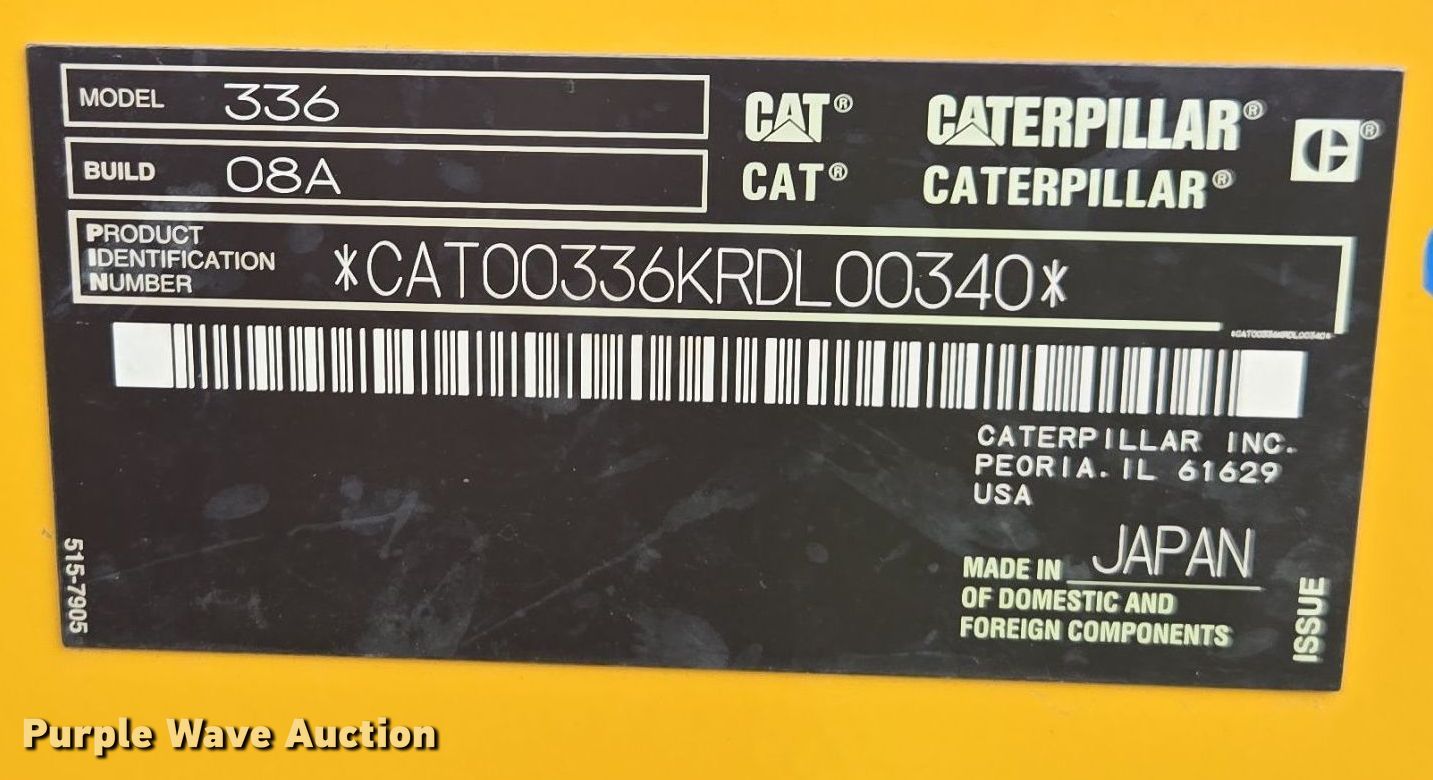 MODEL 336
BUILD 08A
CAT® CATERPILLAR® C®
CAT® CATERPILLAR®
PRODUCT
IDENTIFICATION
NUMBER
*CAT00336KRDL00340*
*CAT00336KRDL00340*
CATERPILLAR INC.
PEORIA. IL 61629
USA
MADE IN JAPAN
OF DOMESTIC AND
FOREIGN COMPONENTS
ISSUE
515-7905
Purple Wave Auction